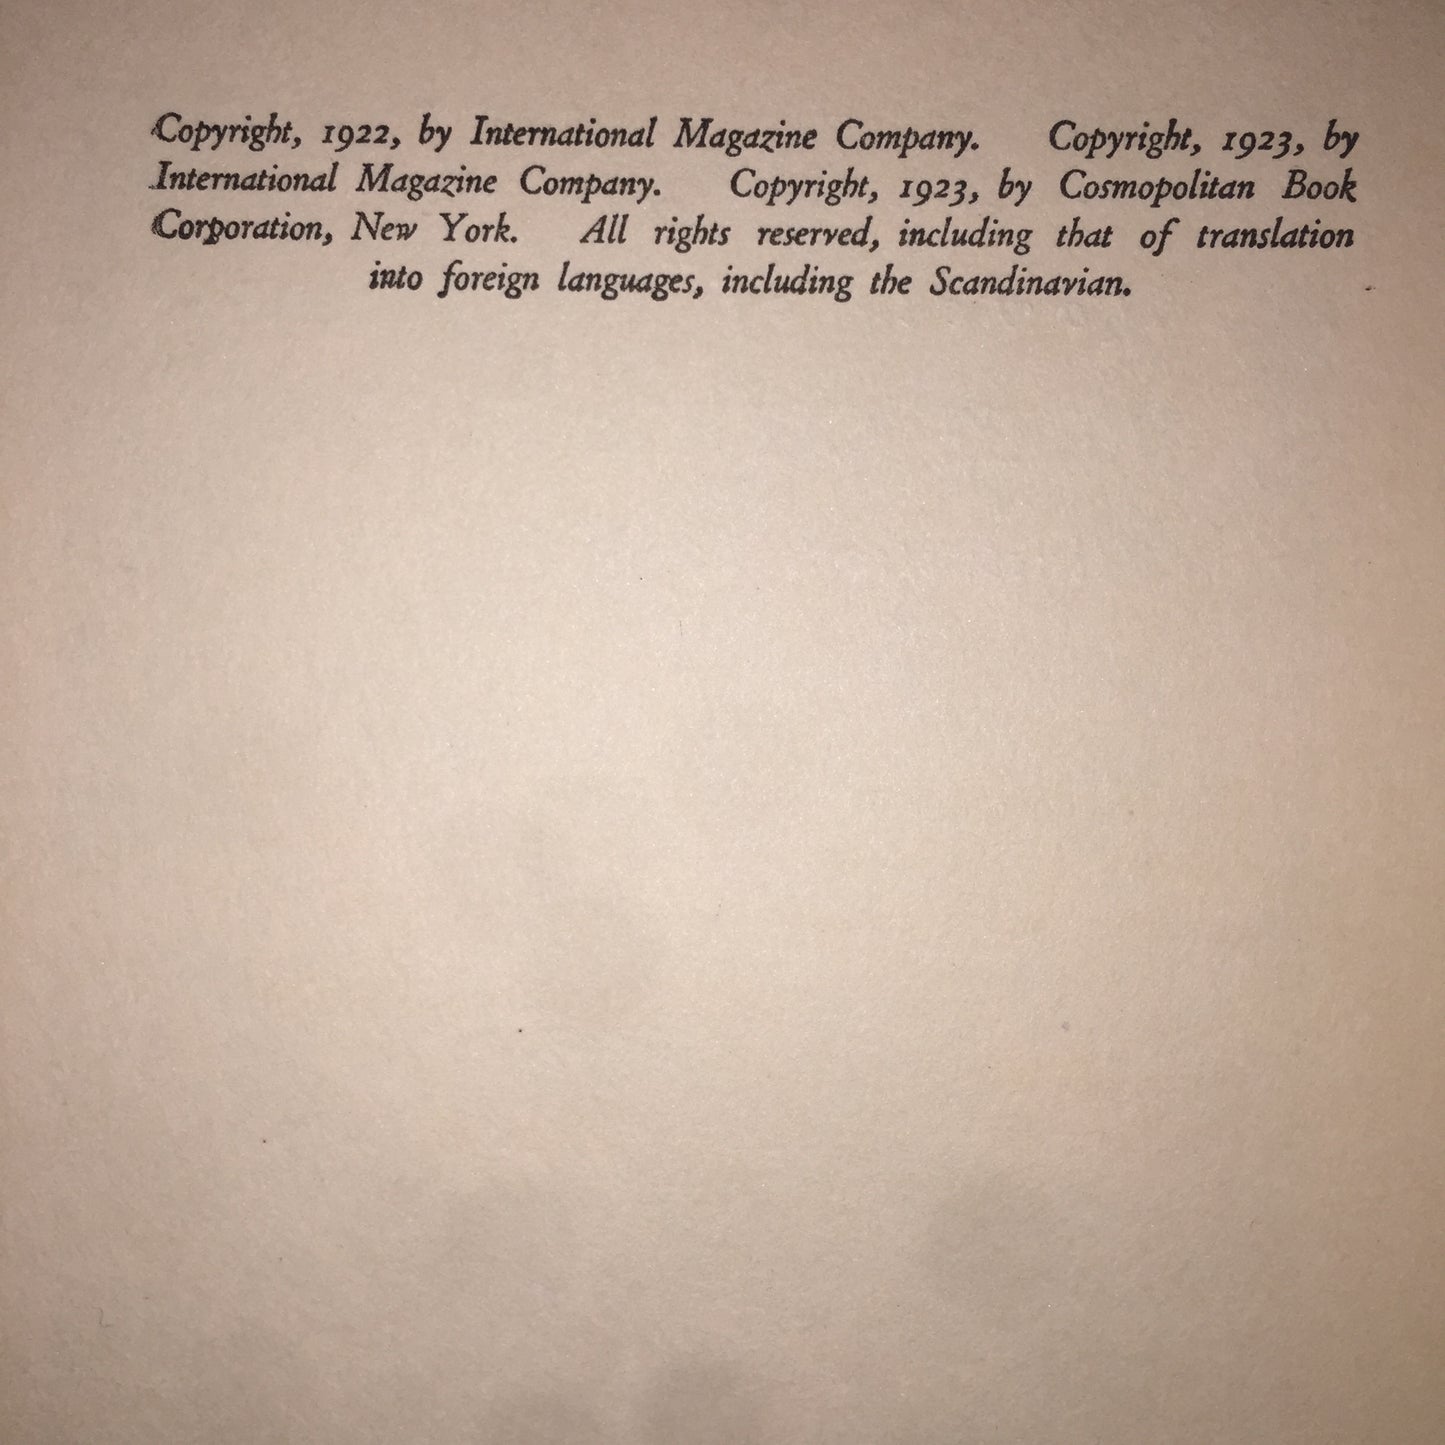 Copyright, 1922, by International Magazine Company. Copyright, 1923, by
International Magazine Company. Copyright, 1923, by Cosmopolitan Book
Corporation, New York. All rights reserved, including that of translation
into foreign languages, including the Scandinavian.